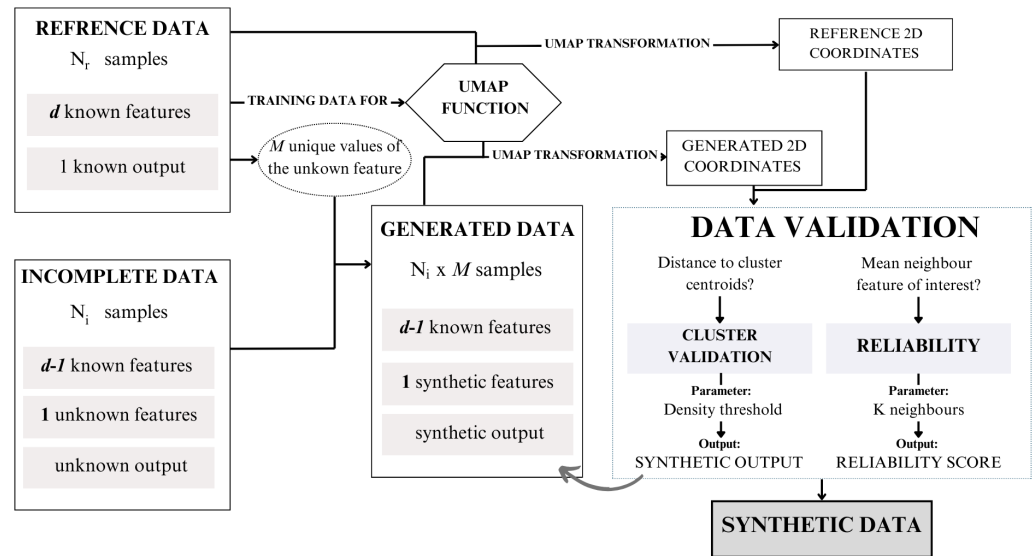 REFRENCE DATA
N_r samples
d known features
1 known output
TRAINING DATA FOR
UMAP
FUNCTION
UMAP TRANSFORMATION
REFERENCE 2D
COORDINATES
M unique values of
the unkown feature
UMAP TRANSFORMATION
GENERATED 2D
COORDINATES
INCOMPLETE DATA
N_i samples
d-1 known features
1 unknown features
unknown output
GENERATED DATA
N_i x M samples
d-1 known features
1 synthetic features
synthetic output
DATA VALIDATION
Distance to cluster
centroids?
CLUSTER
VALIDATION
Parameter:
Density threshold
Output:
SYNTHETIC OUTPUT
Mean neighbour
feature of interest?
RELIABILITY
Parameter:
K neighbours
Output:
RELIABILITY SCORE
SYNTHETIC DATA